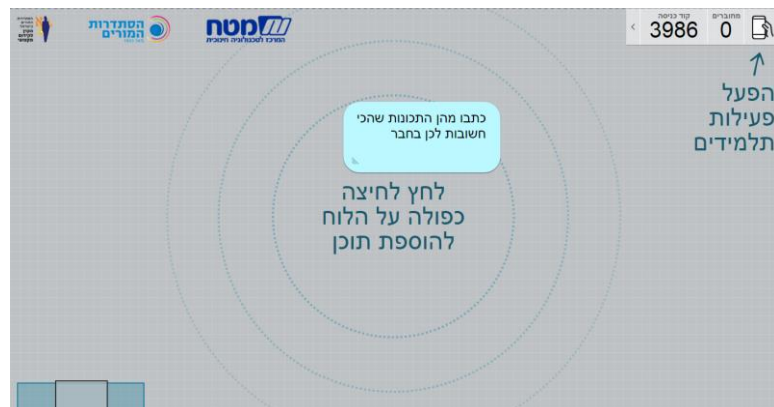 הסתדרות
המורים
מטח
המרכז לטכנולוגיה חינוכית
קוד כניסה
3986
מחוברים
0
הפעל
פעילות
תלמידים
כתבו מהן התכונות שהכי
חשובות לכן בחבר
לחץ לחיצה
כפולה על הלוח
להוספת תוכן